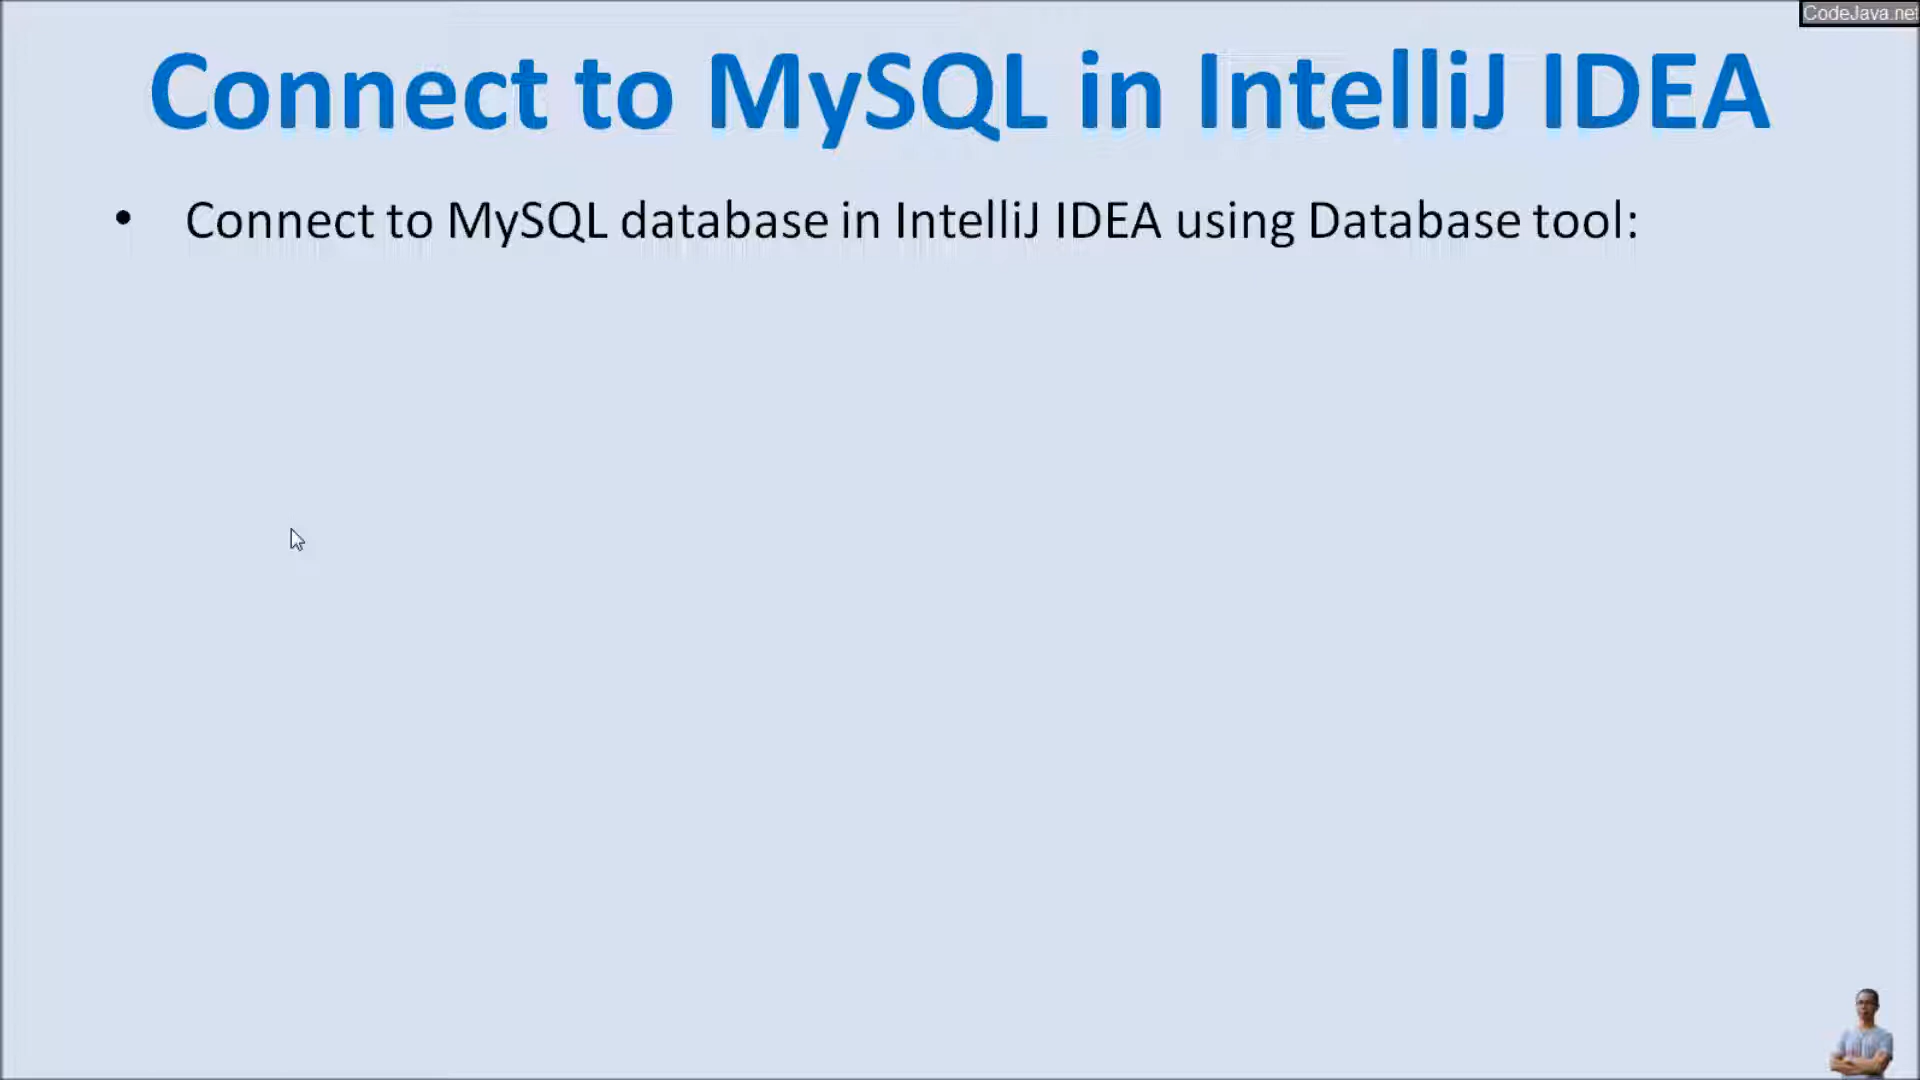 CodeJava.net
Connect to MySQL in IntelliJ IDEA
• Connect to MySQL database in IntelliJ IDEA using Database tool: